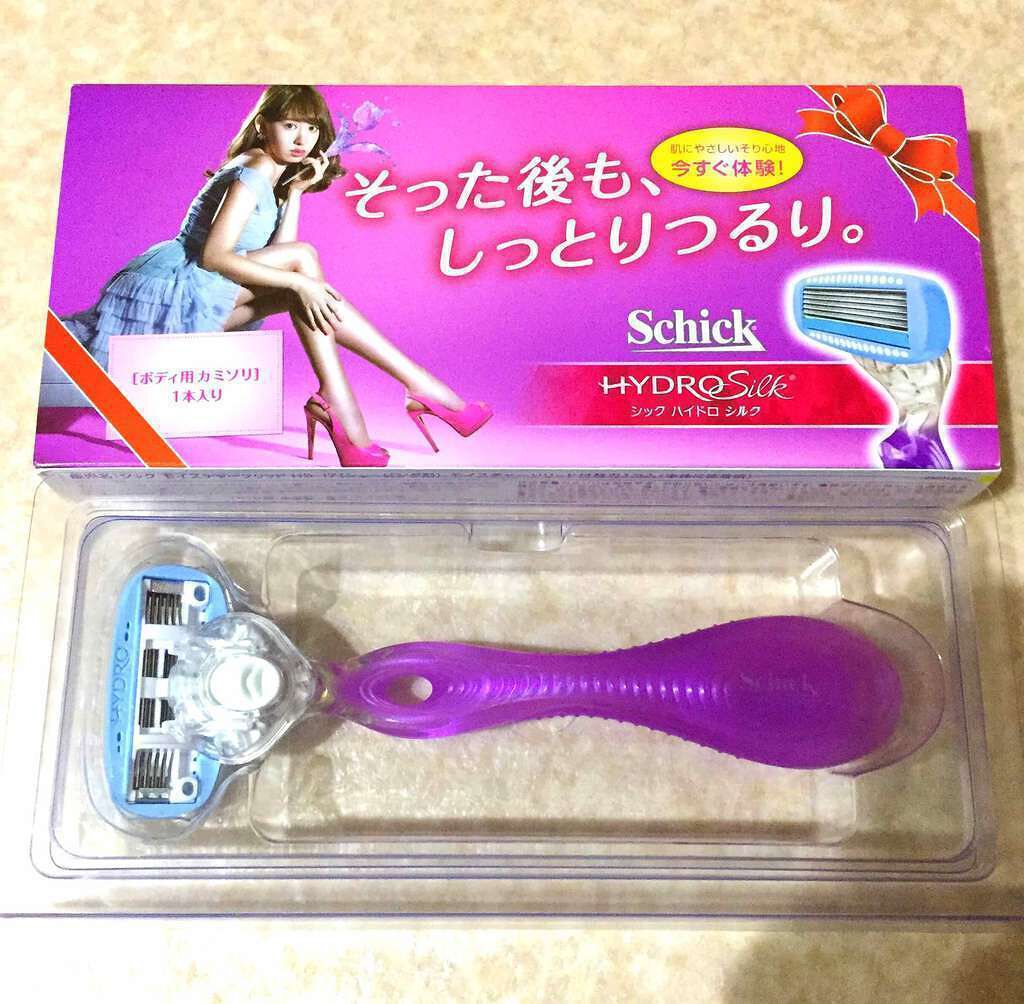 肌にやさしいそり心地
今すぐ体験！
そった後も、
しっとりつるり。
Schick
HYDRO Silk®
シック ハイドロ シルク
［ボディ用カミソリ］
1本入り
HYDRO
Schick